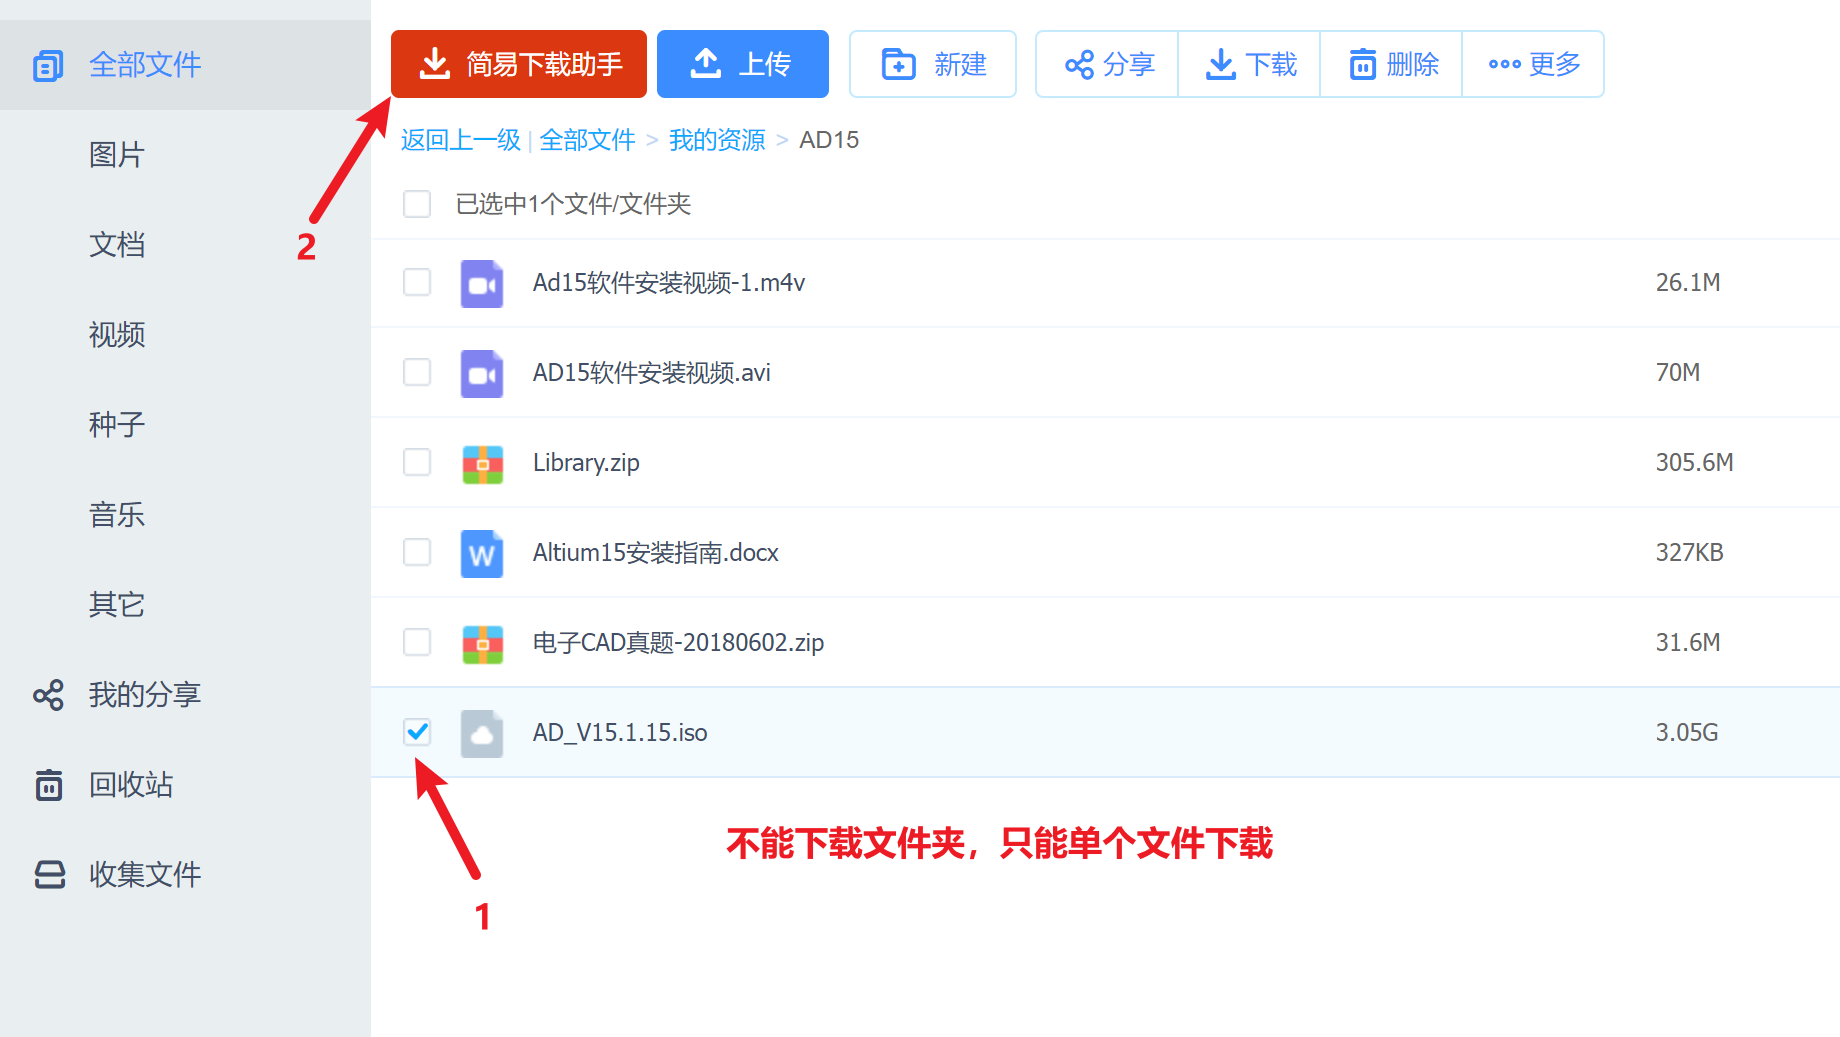 全部文件
图片
文档
视频
种子
音乐
其它
我的分享
回收站
收集文件
简易下载助手 上传 新建 分享 下载 删除 更多
返回上一级 | 全部文件 > 我的资源 > AD15
2
已选中1个文件/文件夹
Ad15软件安装视频-1.m4v 26.1M
AD15软件安装视频.avi 70M
Library.zip 305.6M
W
Altium15安装指南.docx 327KB
电子CAD真题-20180602.zip 31.6M
AD_V15.1.15.iso 3.05G
不能下载文件夹，只能单个文件下载
1